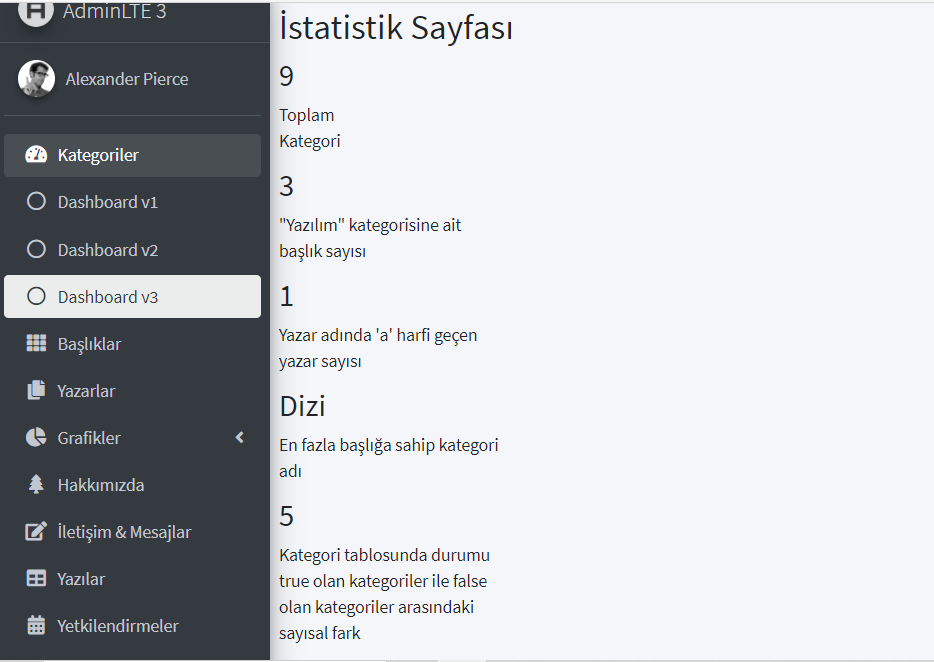 AdminLTE 3
Alexander Pierce
Kategoriler
Dashboard v1
Dashboard v2
Dashboard v3
Başlıklar
Yazarlar
Grafikler
Hakkımızda
İletişim & Mesajlar
Yazılar
Yetkilendirmeler
İstatistik Sayfası
9
Toplam
Kategori
3
"Yazılım" kategorisine ait
başlık sayısı
1
Yazar adında 'a' harfi geçen
yazar sayısı
Dizi
En fazla başlığa sahip kategori
adı
5
Kategori tablosunda durumu
true olan kategoriler ile false
olan kategoriler arasındaki
sayısal fark